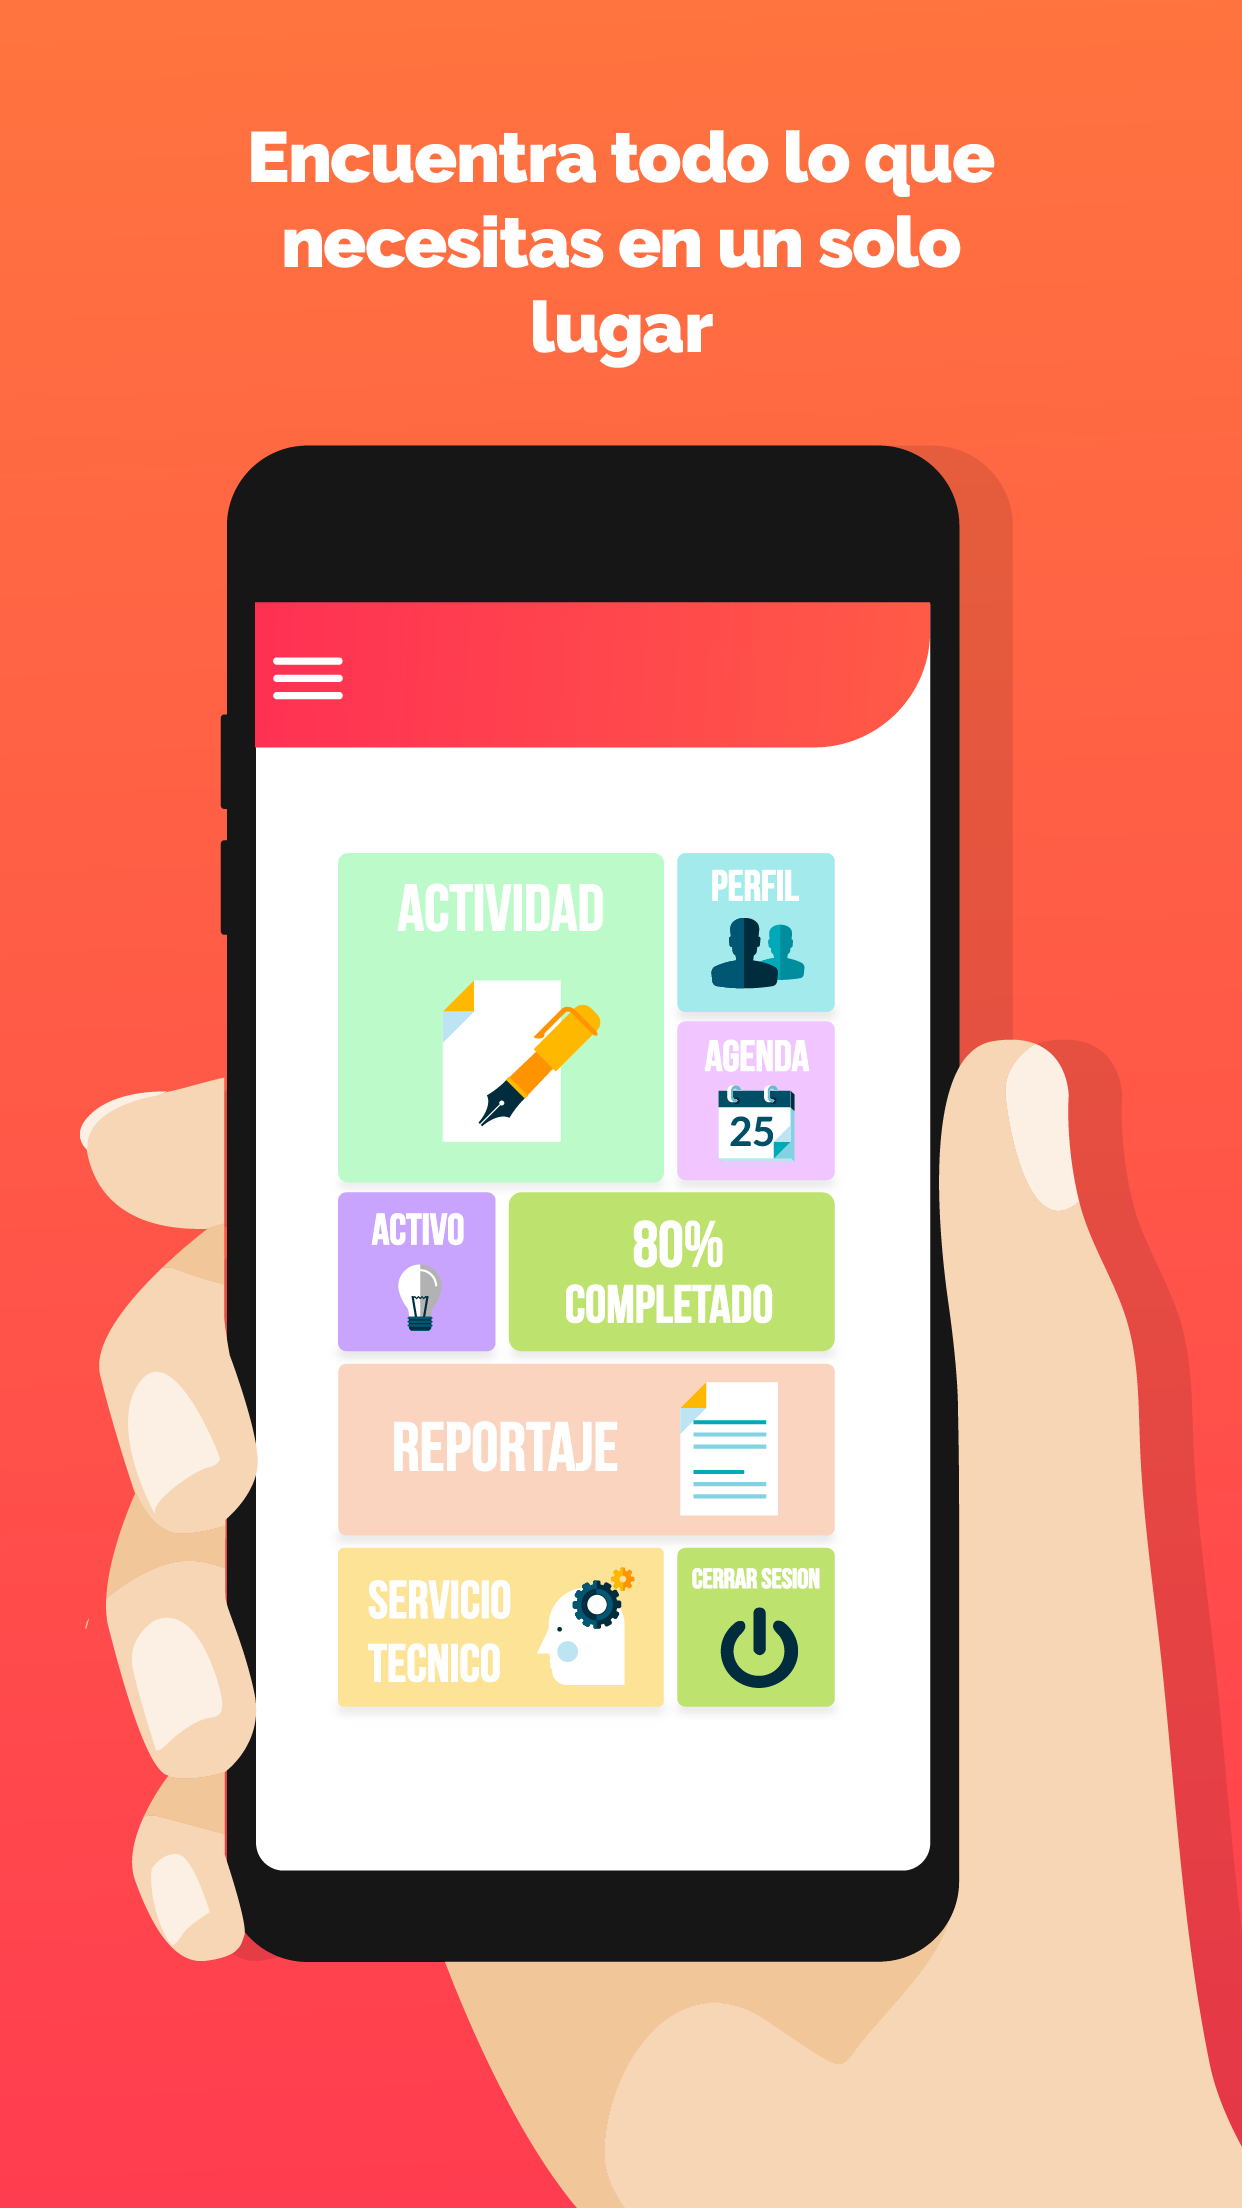 Encuentra todo lo que
necesitas en un solo
lugar
ACTIVIDAD
PERFIL
AGENDA
25
ACTIVO
80%
COMPLETADO
REPORTAJE
SERVICIO
TECNICO
CERRAR SESION